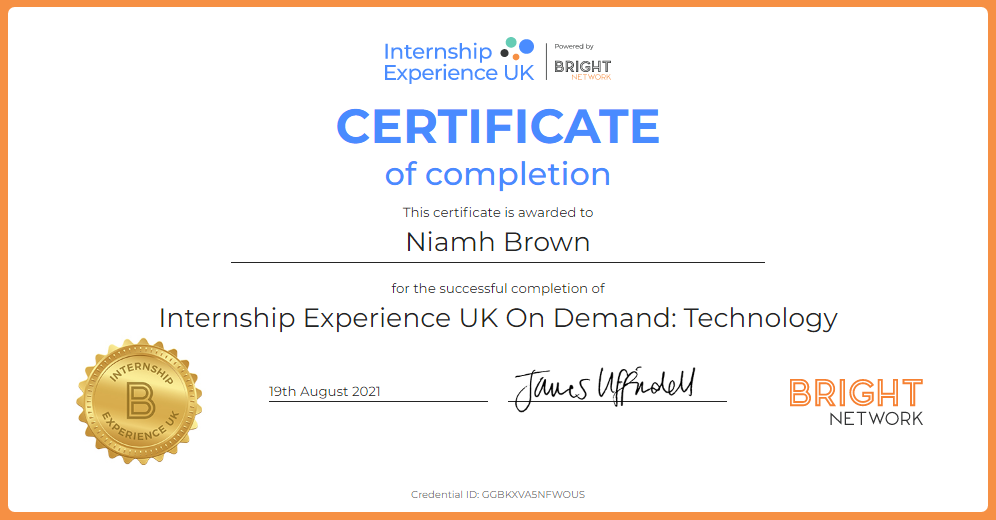 Internship
Experience UK
Powered by
BRIGHT
NETWORK
CERTIFICATE
of completion
This certificate is awarded to
Niamh Brown
for the successful completion of
Internship Experience UK On Demand: Technology
INTERNSHIP
B
EXPERIENCE UK
19th August 2021
James Uffindell
BRIGHT
NETWORK
Credential ID: GGBKXVA5NFWOUS